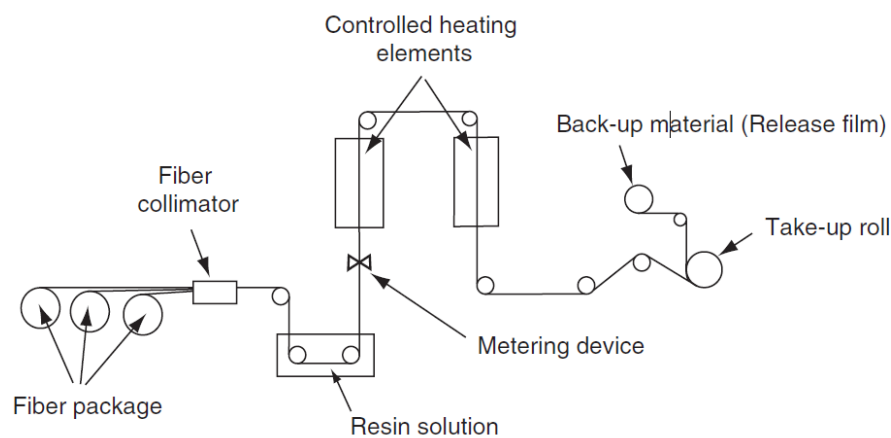 Controlled heating
elements
Back-up material (Release film)
Fiber
collimator
Take-up roll
Metering device
Fiber package
Resin solution